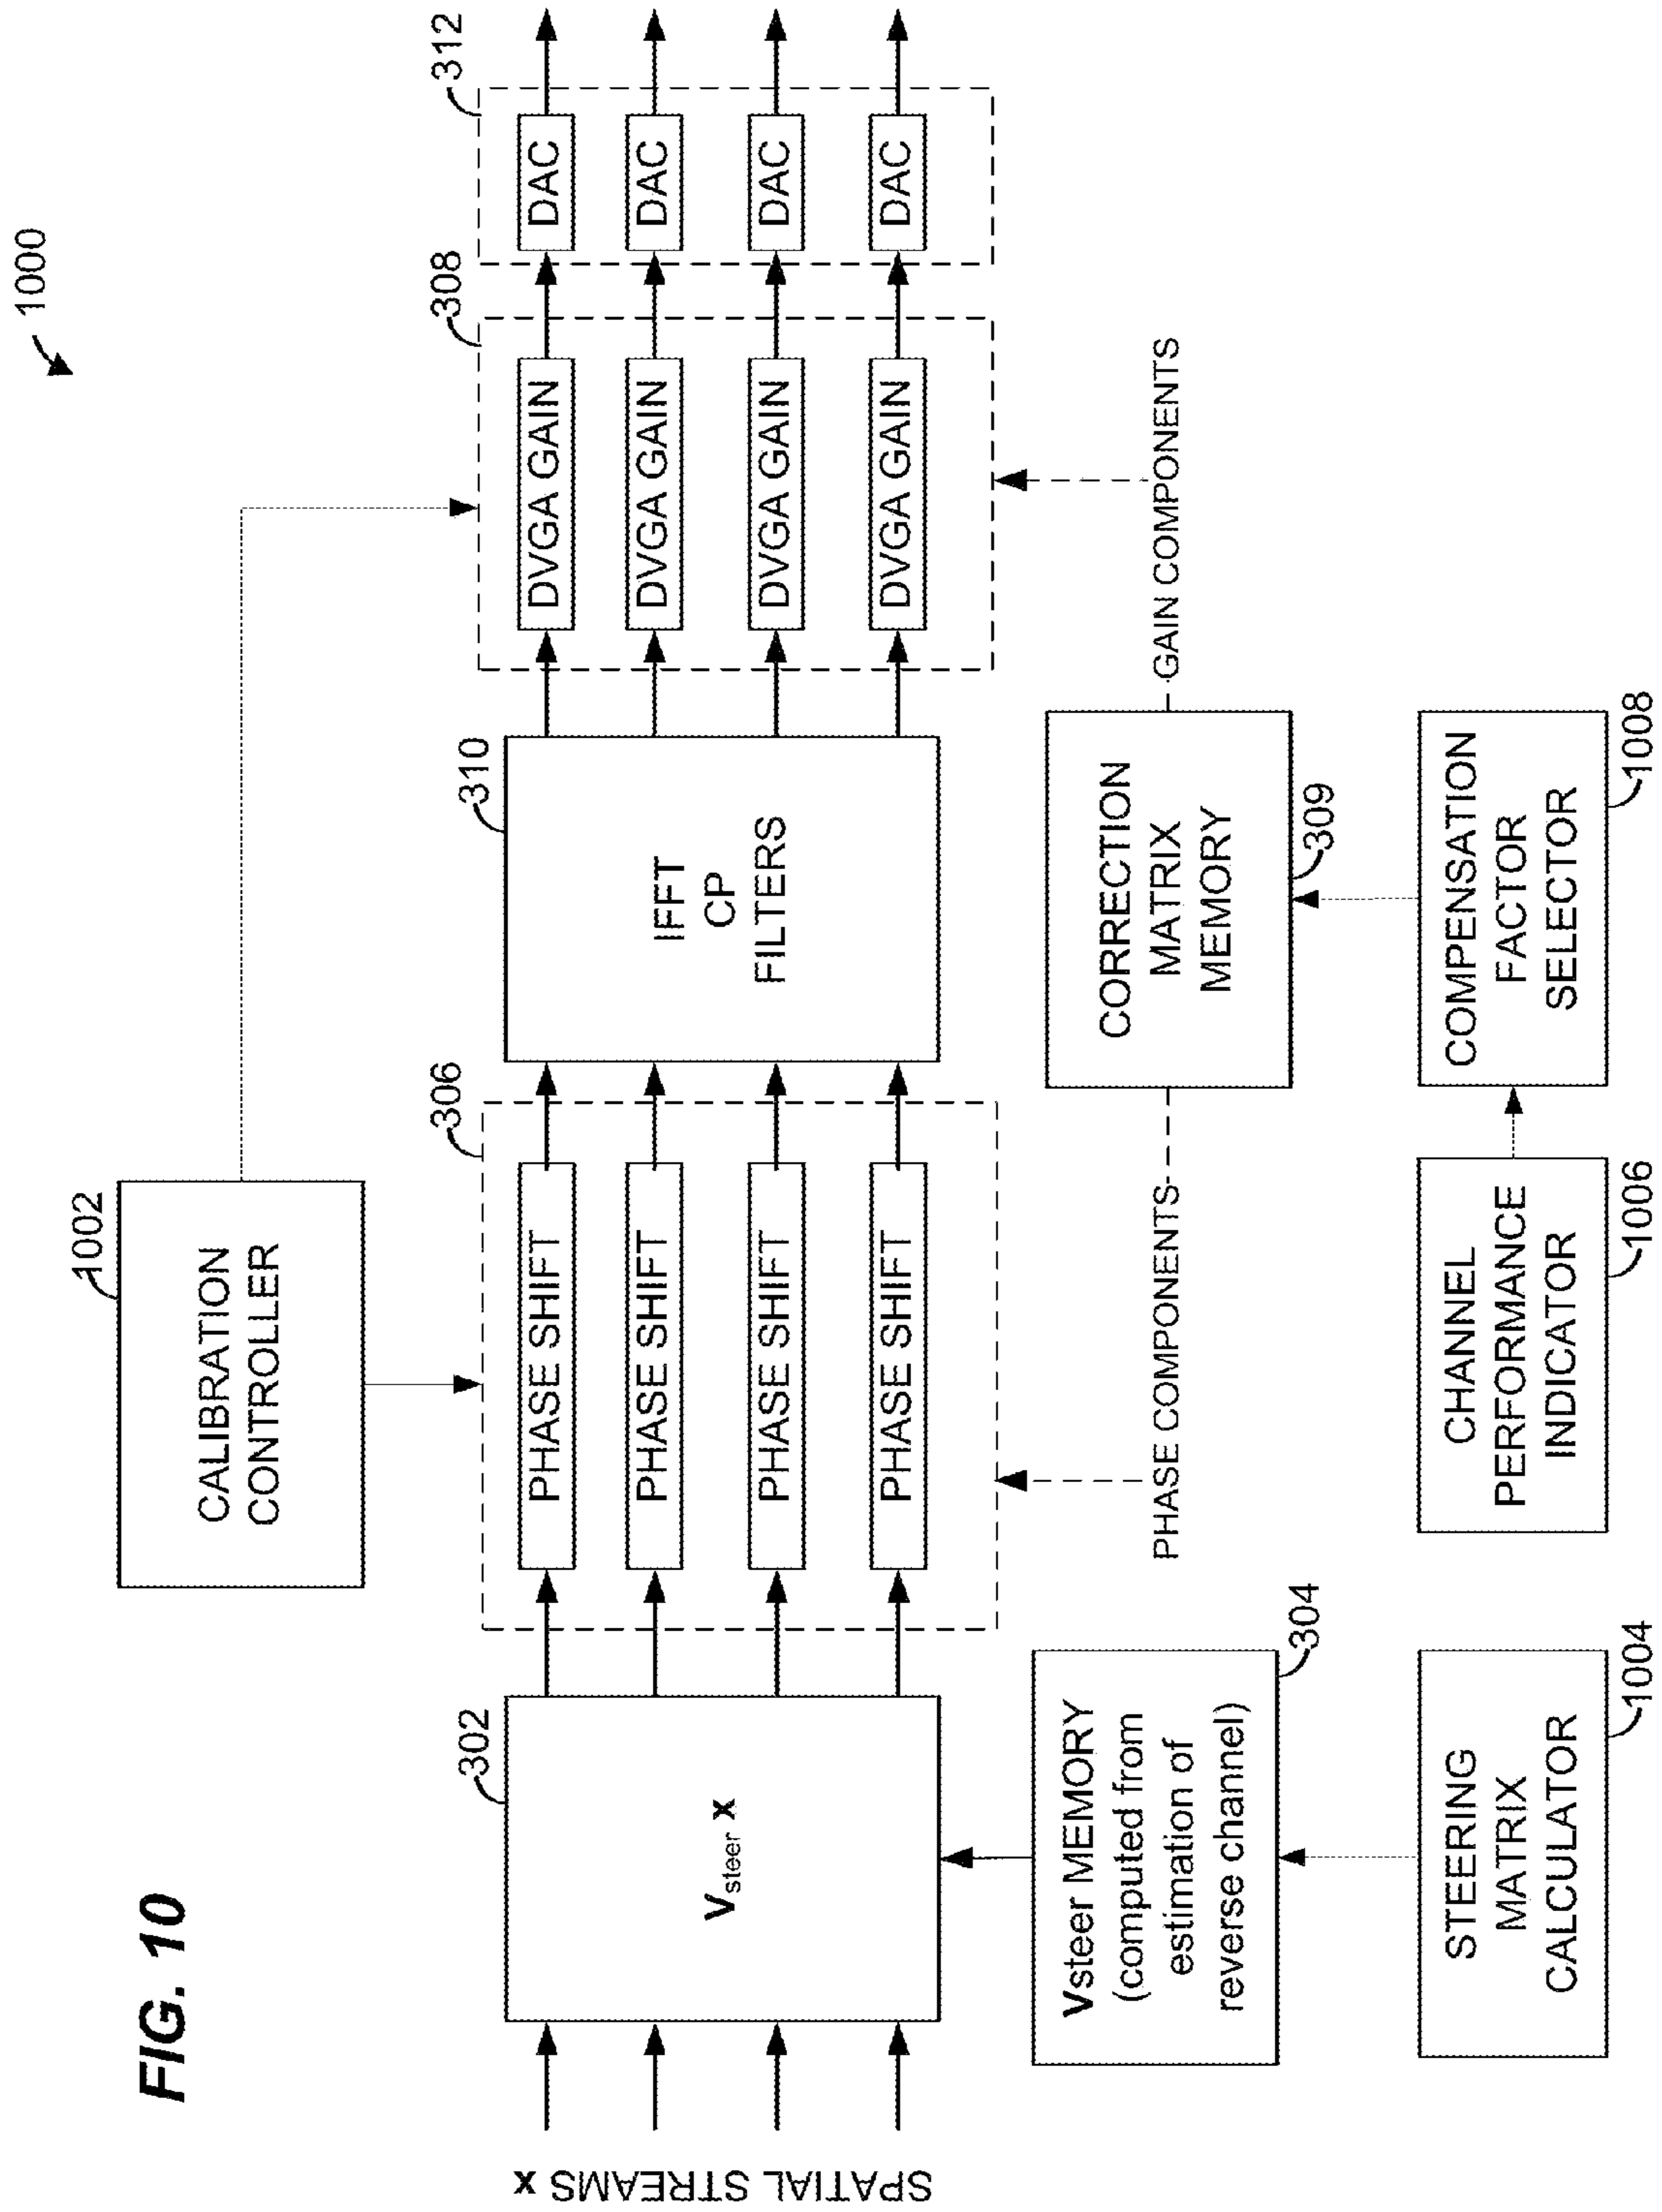 FIG. 10
1000
1002
CALIBRATION
CONTROLLER
SPATIAL STREAMS x
302
Vsteer x
306
PHASE SHIFT
PHASE SHIFT
PHASE SHIFT
PHASE SHIFT
310
IFFT
CP
FILTERS
308
DVGA GAIN
DVGA GAIN
DVGA GAIN
DVGA GAIN
312
DAC
DAC
DAC
DAC
Vsteer MEMORY
(computed from
estimation of
reverse channel)
304
PHASE COMPONENTS
CORRECTION
MATRIX
MEMORY
309
GAIN COMPONENTS
STEERING
MATRIX
CALCULATOR
1004
CHANNEL
PERFORMANCE
INDICATOR
1006
COMPENSATION
FACTOR
SELECTOR
1008